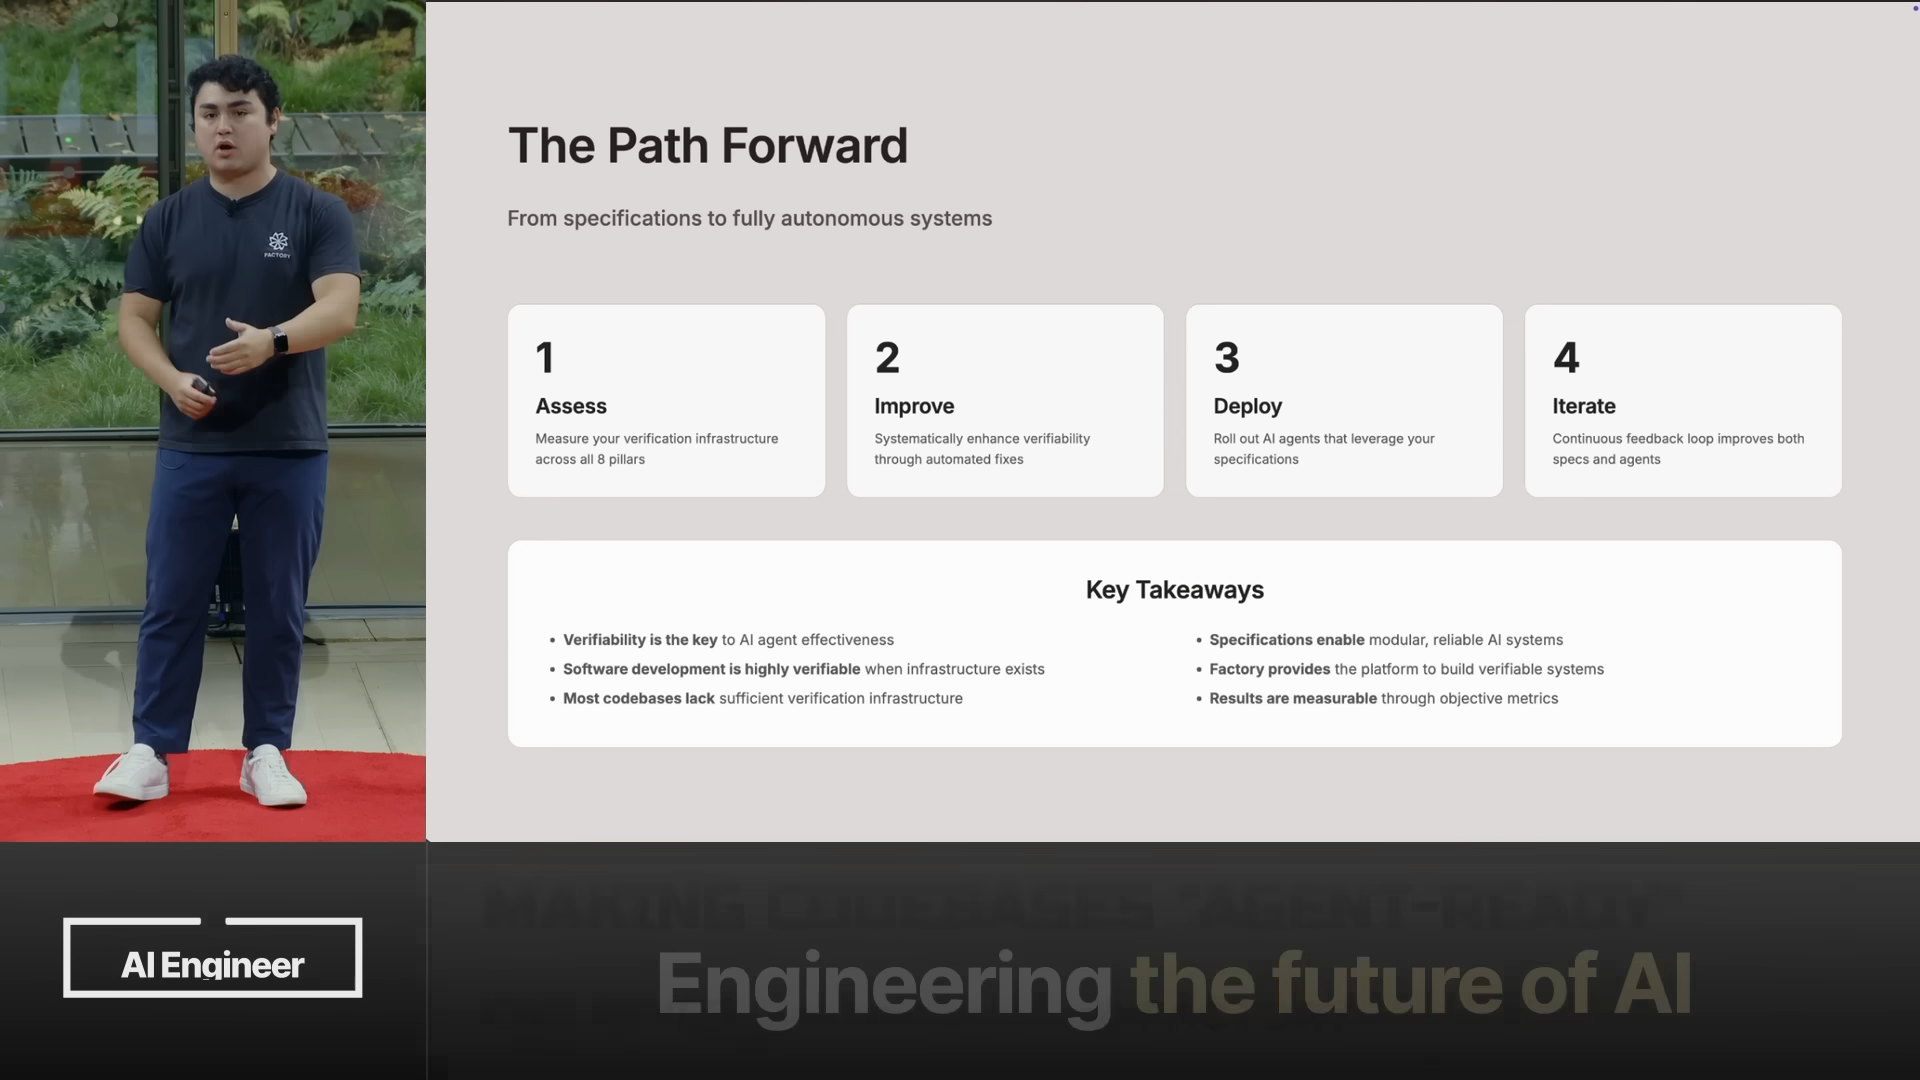 FACTORY
The Path Forward
From specifications to fully autonomous systems
1
Assess
Measure your verification infrastructure
across all 8 pillars
2
Improve
Systematically enhance verifiability
through automated fixes
3
Deploy
Roll out AI agents that leverage your
specifications
4
Iterate
Continuous feedback loop improves both
specs and agents
Key Takeaways
• Verifiability is the key to AI agent effectiveness
• Software development is highly verifiable when infrastructure exists
• Most codebases lack sufficient verification infrastructure
• Specifications enable modular, reliable AI systems
• Factory provides the platform to build verifiable systems
• Results are measurable through objective metrics
AI Engineer
MAKING CODEBASES "AGENT-READY"
Engineering the future of AI